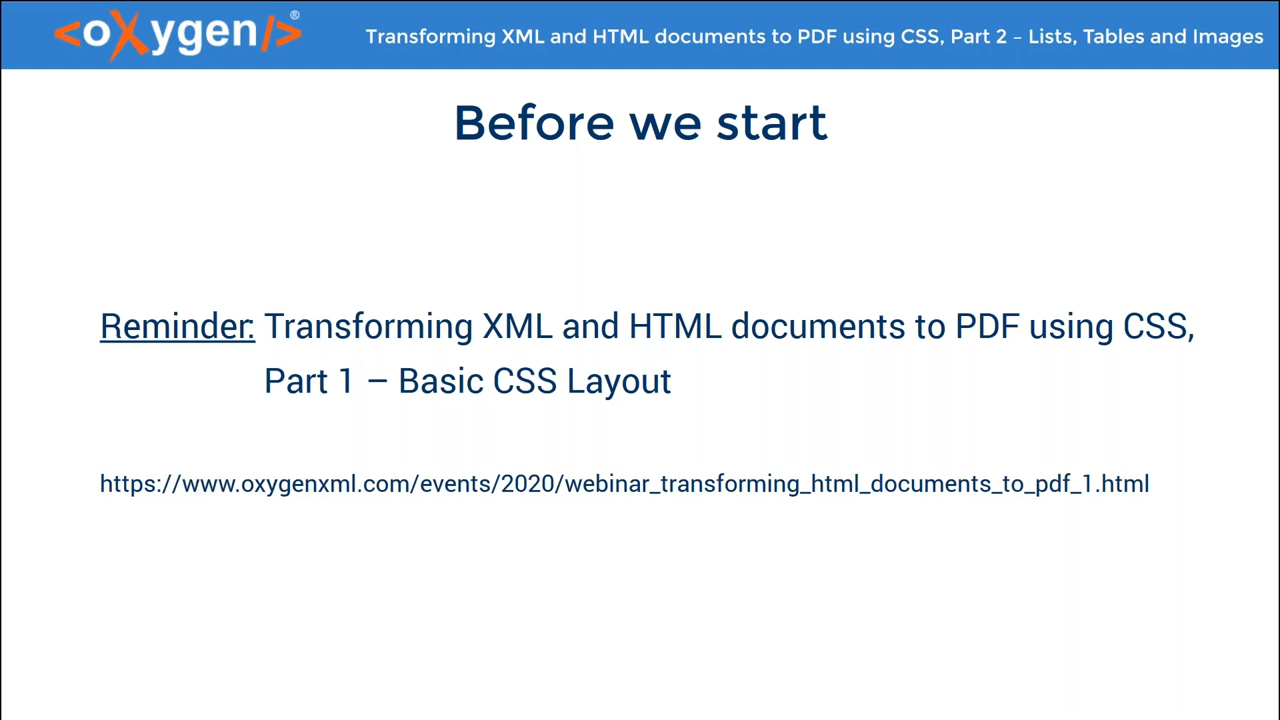 <oXygen/>®
Transforming XML and HTML documents to PDF using CSS, Part 2 – Lists, Tables and Images
Before we start
Reminder: Transforming XML and HTML documents to PDF using CSS,
Part 1 – Basic CSS Layout
https://www.oxygenxml.com/events/2020/webinar_transforming_html_documents_to_pdf_1.html